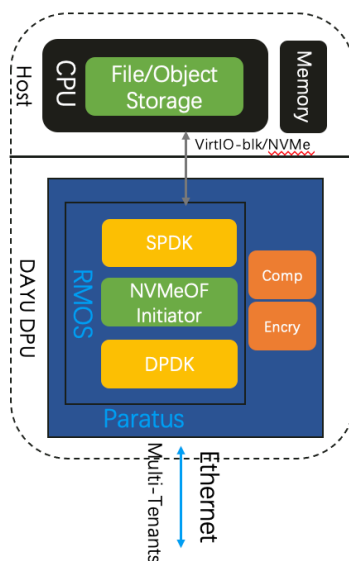 Host
CPU
File/Object
Storage
Memory
VirtIO-blk/NVMe
DAYU DPU
RMOS
SPDK
NVMeOF
Initiator
DPDK
Comp
Encry
Paratus
Multi-Tenants
Ethernet